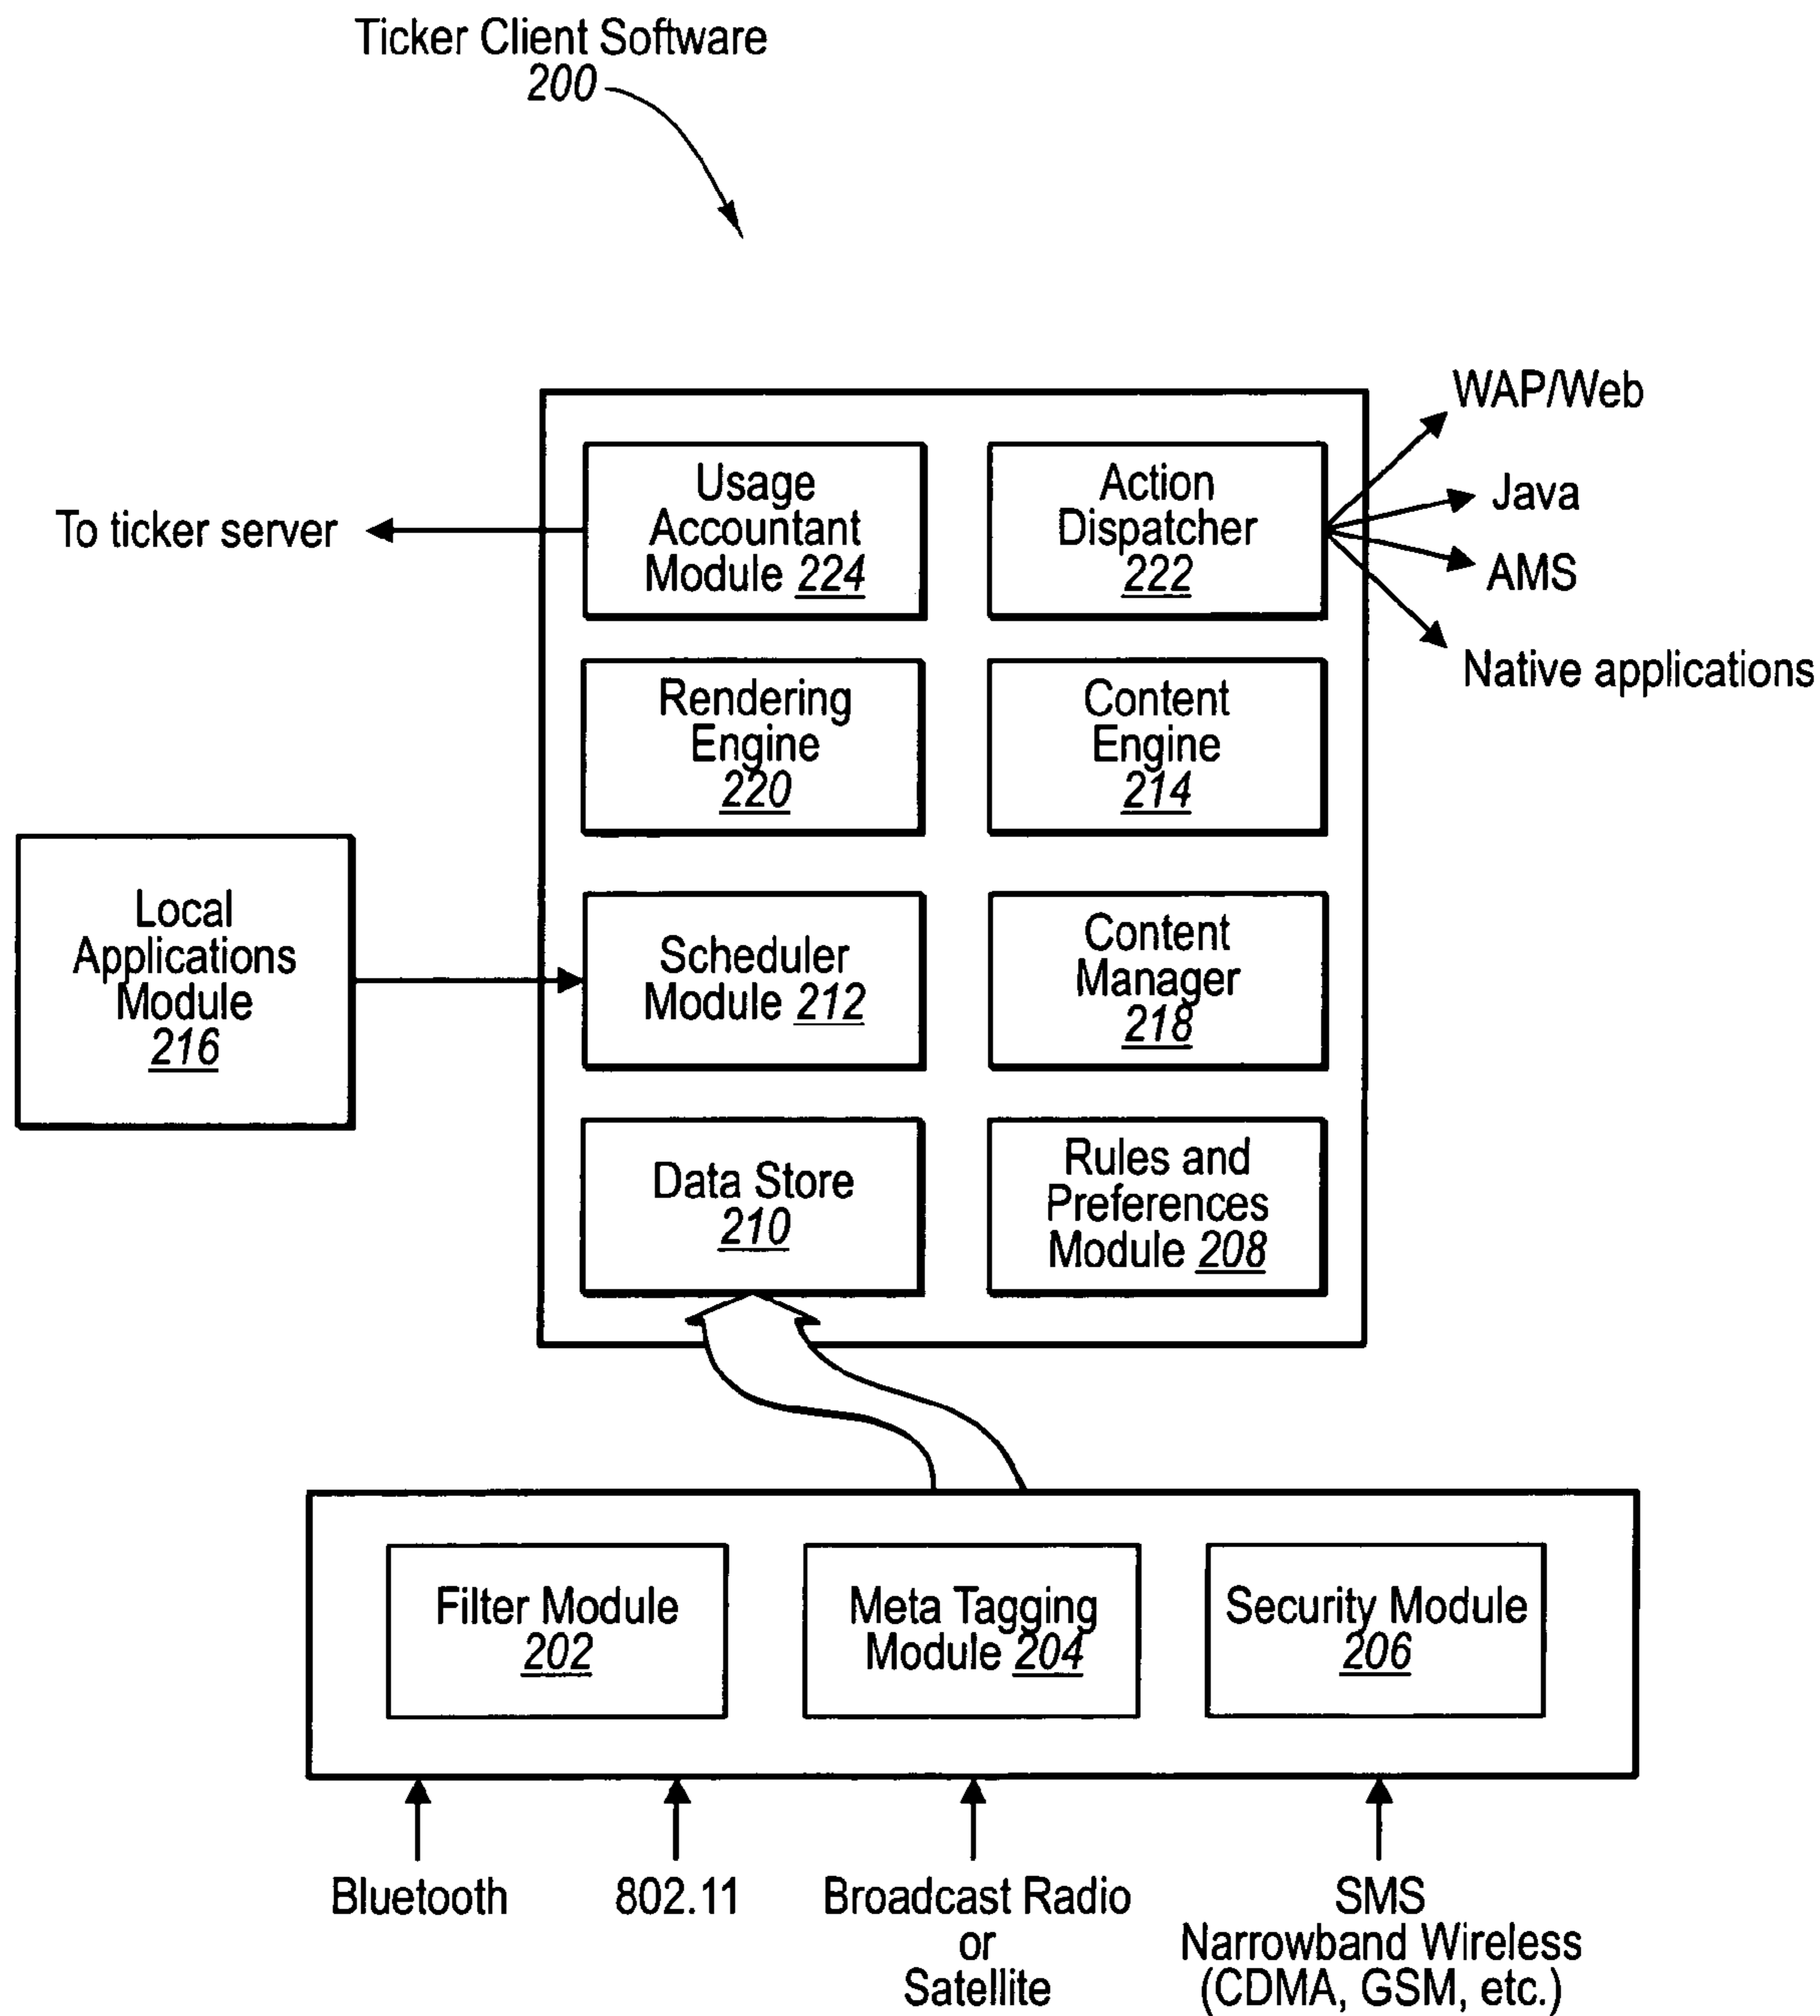 Ticker Client Software
200
WAP/Web
Java
AMS
Native applications
To ticker server
Usage
Accountant
Module 224
Action
Dispatcher
222
Rendering
Engine
220
Content
Engine
214
Local
Applications
Module
216
Scheduler
Module 212
Content
Manager
218
Data Store
210
Rules and
Preferences
Module 208
Filter Module
202
Meta Tagging
Module 204
Security Module
206
Bluetooth
802.11
Broadcast Radio
or
Satellite
SMS
Narrowband Wireless
(CDMA, GSM, etc.)